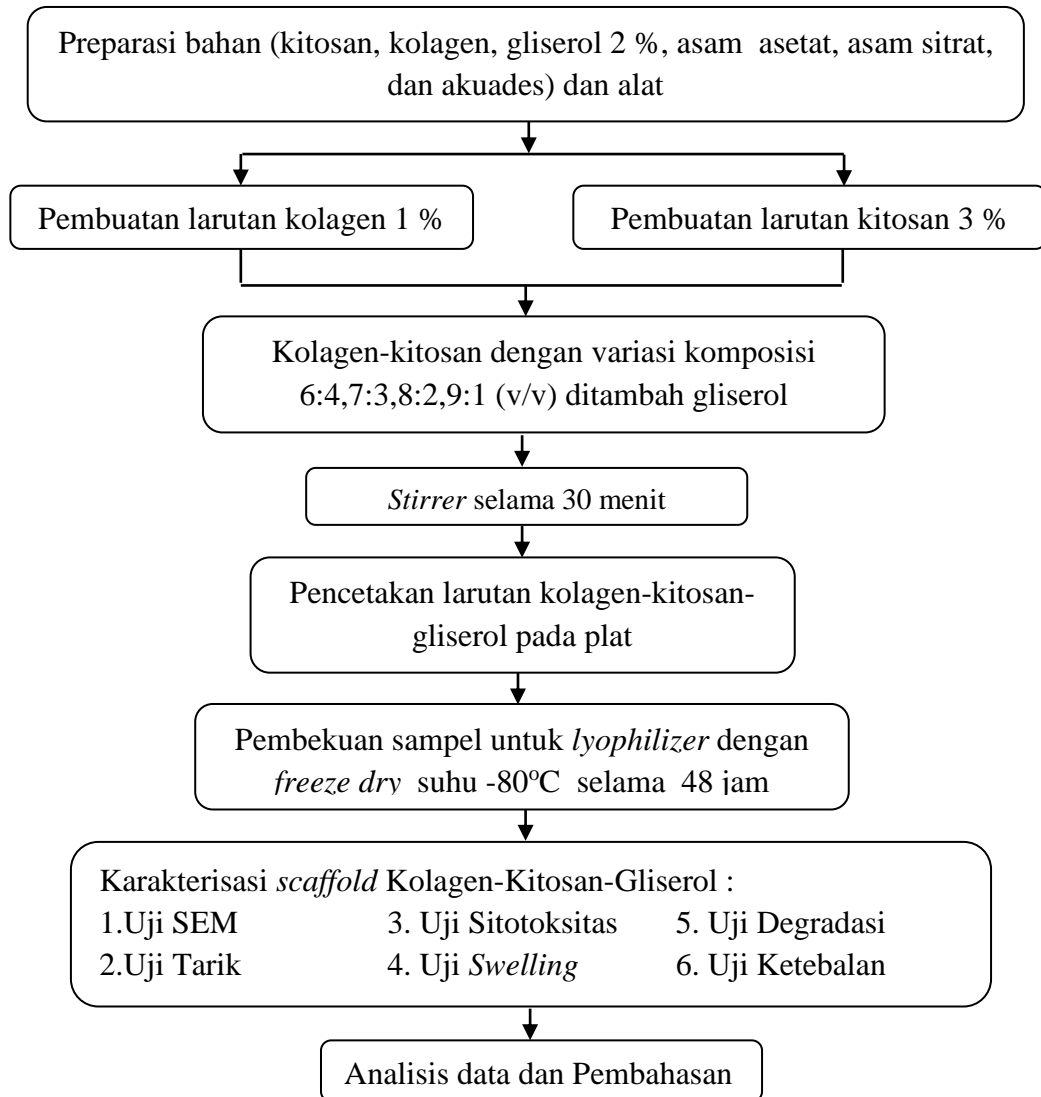 Preparasi bahan (kitosan, kolagen, gliserol 2 %, asam asetat, asam sitrat,
dan akuades) dan alat
Pembuatan larutan kolagen 1 %
Pembuatan larutan kitosan 3 %
Kolagen-kitosan dengan variasi komposisi
6:4,7:3,8:2,9:1 (v/v) ditambah gliserol
Stirrer selama 30 menit
Pencetakan larutan kolagen-kitosan-
gliserol pada plat
Pembekuan sampel untuk lyophilizer dengan
freeze dry suhu -80°C selama 48 jam
Karakterisasi scaffold Kolagen-Kitosan-Gliserol :
1.Uji SEM 3. Uji Sitotoksitas 5. Uji Degradasi
2.Uji Tarik 4. Uji Swelling 6. Uji Ketebalan
Analisis data dan Pembahasan